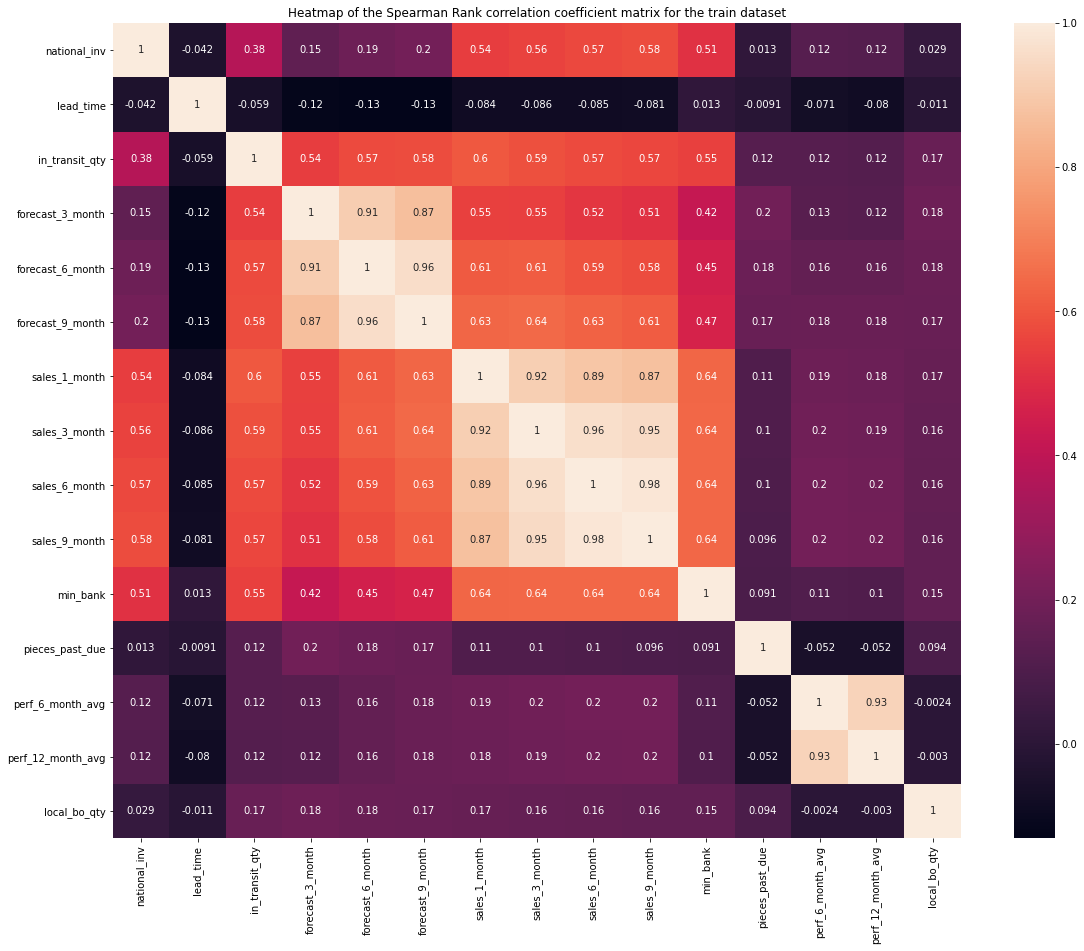 Heatmap of the Spearman Rank correlation coefficient matrix for the train dataset
national_inv 1 -0.042 0.38 0.15 0.19 0.2 0.54 0.56 0.57 0.58 0.51 0.013 0.12 0.12 0.029
lead_time -0.042 1 -0.059 -0.12 -0.13 -0.13 -0.084 -0.086 -0.085 -0.081 0.013 -0.0091 -0.071 -0.08 -0.011
in_transit_qty 0.38 -0.059 1 0.54 0.57 0.58 0.6 0.59 0.57 0.57 0.55 0.12 0.12 0.12 0.17
forecast_3_month 0.15 -0.12 0.54 1 0.91 0.87 0.55 0.55 0.52 0.51 0.42 0.2 0.13 0.12 0.18
forecast_6_month 0.19 -0.13 0.57 0.91 1 0.96 0.61 0.61 0.59 0.58 0.45 0.18 0.16 0.16 0.18
forecast_9_month 0.2 -0.13 0.58 0.87 0.96 1 0.63 0.64 0.63 0.61 0.47 0.17 0.18 0.18 0.17
sales_1_month 0.54 -0.084 0.6 0.55 0.61 0.63 1 0.92 0.89 0.87 0.64 0.11 0.19 0.18 0.17
sales_3_month 0.56 -0.086 0.59 0.55 0.61 0.64 0.92 1 0.96 0.95 0.64 0.1 0.2 0.19 0.16
sales_6_month 0.57 -0.085 0.57 0.52 0.59 0.63 0.89 0.96 1 0.98 0.64 0.1 0.2 0.2 0.16
sales_9_month 0.58 -0.081 0.57 0.51 0.58 0.61 0.87 0.95 0.98 1 0.64 0.096 0.2 0.2 0.16
min_bank 0.51 0.013 0.55 0.42 0.45 0.47 0.64 0.64 0.64 0.64 1 0.091 0.11 0.1 0.15
pieces_past_due 0.013 -0.0091 0.12 0.2 0.18 0.17 0.11 0.1 0.1 0.096 0.091 1 -0.052 -0.052 0.094
perf_6_month_avg 0.12 -0.071 0.12 0.13 0.16 0.18 0.19 0.2 0.2 0.2 0.11 -0.052 1 0.93 -0.0024
perf_12_month_avg 0.12 -0.08 0.12 0.12 0.16 0.18 0.18 0.19 0.2 0.2 0.1 -0.052 0.93 1 -0.003
local_bo_qty 0.029 -0.011 0.17 0.18 0.18 0.17 0.17 0.16 0.16 0.16 0.15 0.094 -0.0024 -0.003 1
national_inv
lead_time
in_transit_qty
forecast_3_month
forecast_6_month
forecast_9_month
sales_1_month
sales_3_month
sales_6_month
sales_9_month
min_bank
pieces_past_due
perf_6_month_avg
perf_12_month_avg
local_bo_qty
1.0
0.8
0.6
0.4
0.2
0.0